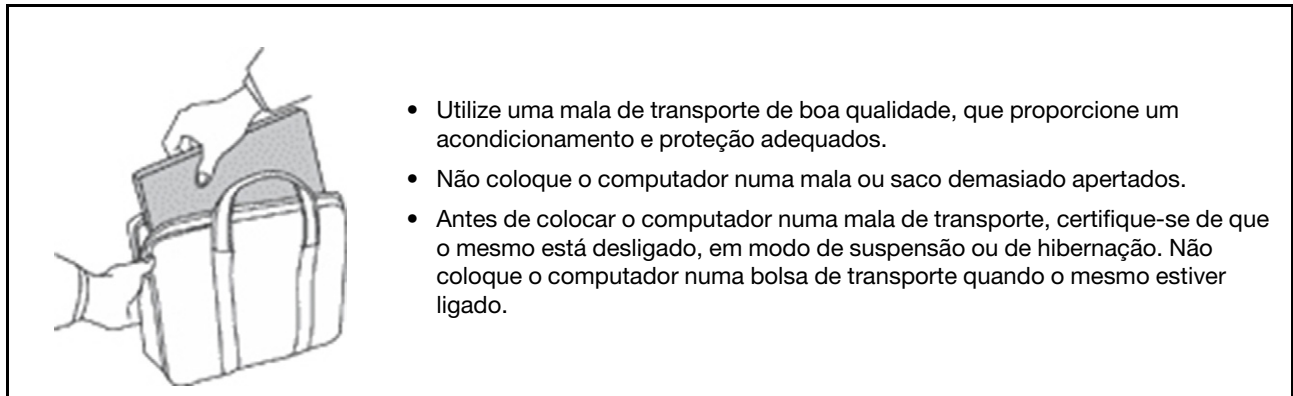 • Utilize uma mala de transporte de boa qualidade, que proporcione um
acondicionamento e proteção adequados.
• Não coloque o computador numa mala ou saco demasiado apertados.
• Antes de colocar o computador numa mala de transporte, certifique-se de que
o mesmo está desligado, em modo de suspensão ou de hibernação. Não
coloque o computador numa bolsa de transporte quando o mesmo estiver
ligado.